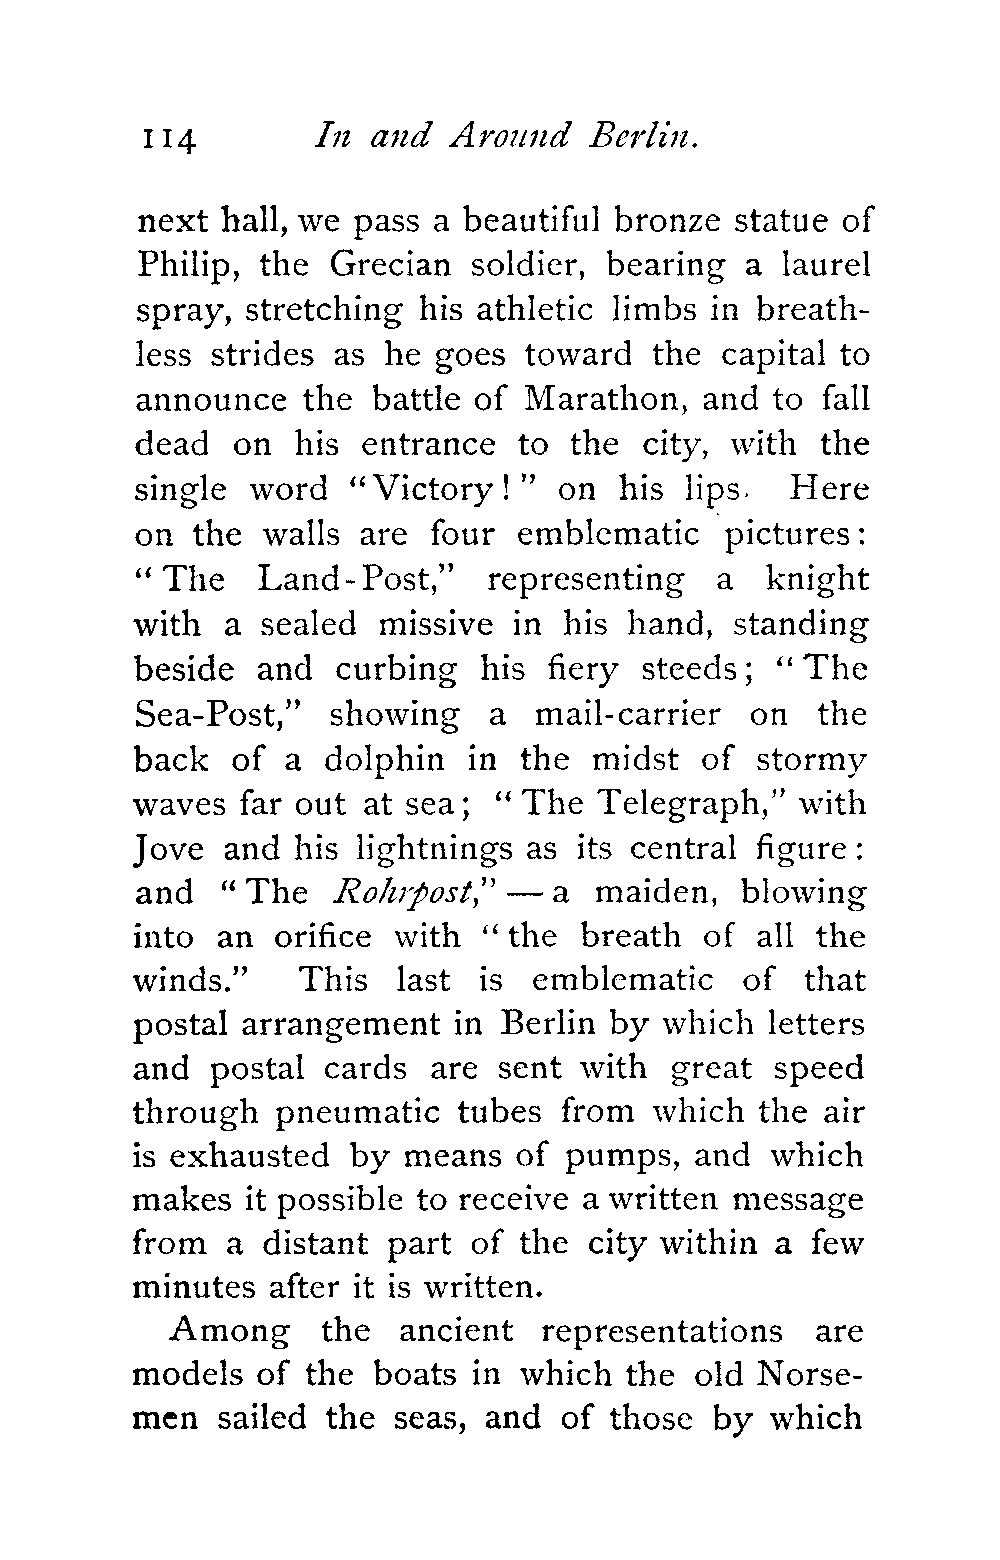 114 In and Around Berlin.
next hall, we pass a beautiful bronze statue of
Philip, the Grecian soldier, bearing a laurel
spray, stretching his athletic limbs in breath-
less strides as he goes toward the capital to
announce the battle of Marathon, and to fall
dead on his entrance to the city, with the
single word "Victory!" on his lips. Here
on the walls are four emblematic pictures:
"The Land-Post," representing a knight
with a sealed missive in his hand, standing
beside and curbing his fiery steeds; "The
Sea-Post," showing a mail-carrier on the
back of a dolphin in the midst of stormy
waves far out at sea; "The Telegraph," with
Jove and his lightnings as its central figure:
and "The Rohrpost," — a maiden, blowing
into an orifice with "the breath of all the
winds." This last is emblematic of that
postal arrangement in Berlin by which letters
and postal cards are sent with great speed
through pneumatic tubes from which the air
is exhausted by means of pumps, and which
makes it possible to receive a written message
from a distant part of the city within a few
minutes after it is written.
Among the ancient representations are
models of the boats in which the old Norse-
men sailed the seas, and of those by which